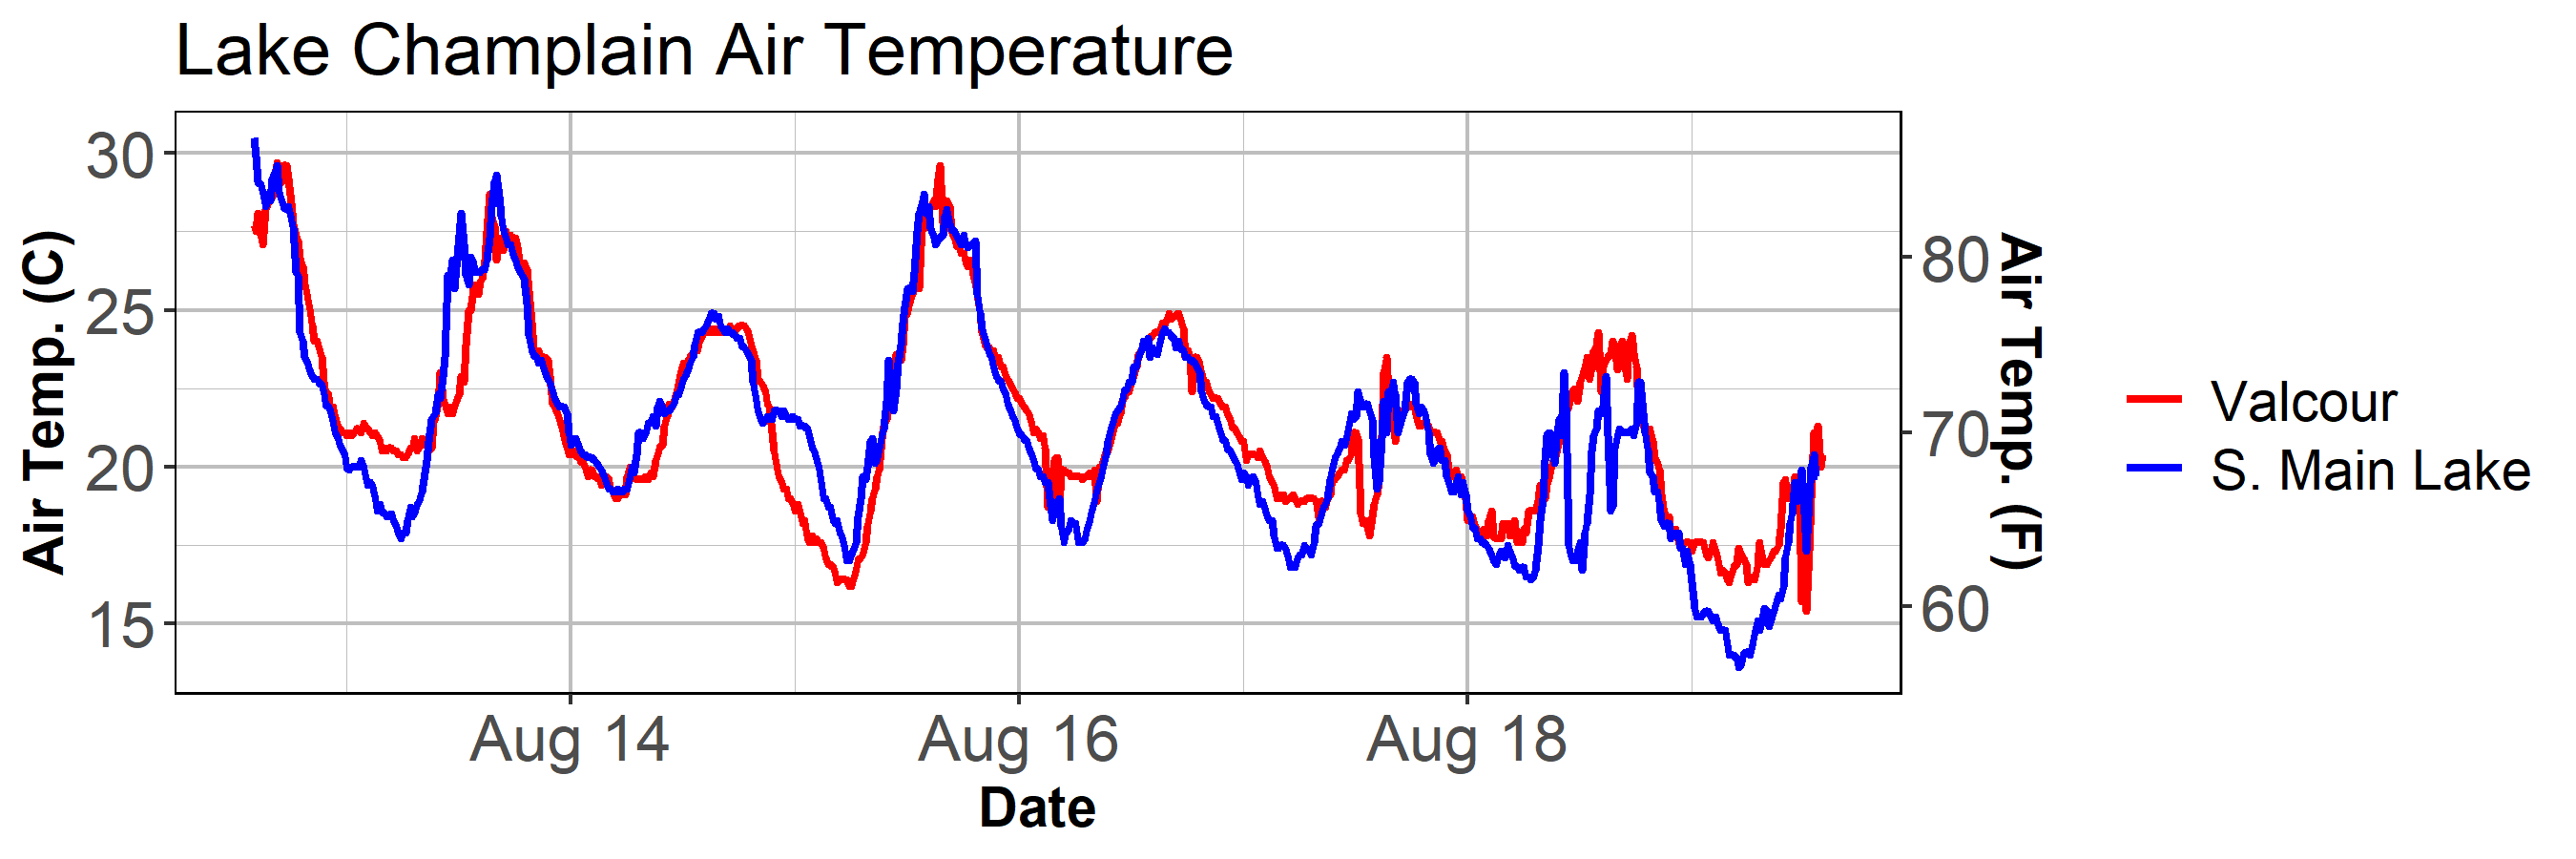 Lake Champlain Air Temperature
Air Temp. (C)
30
25
20
15
Aug 14
Aug 16
Aug 18
Date
80
70
60
Air Temp. (F)
Valcour
S. Main Lake